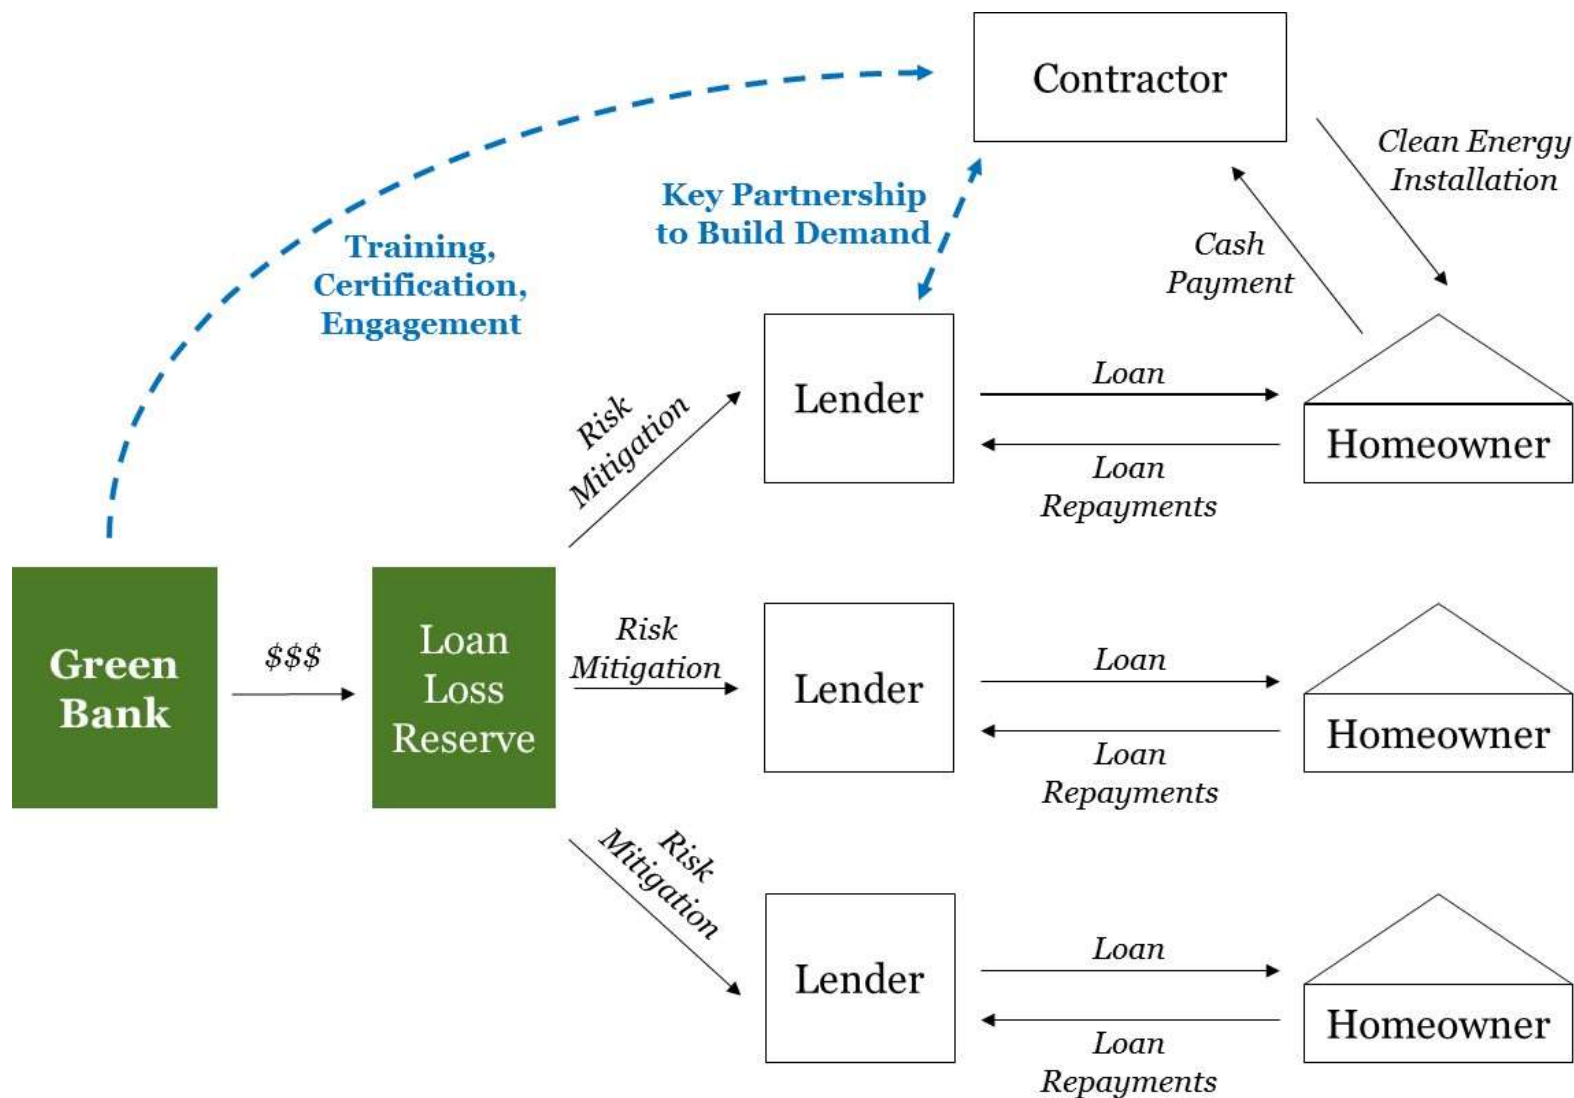 Contractor
Clean Energy
Installation
Key Partnership
to Build Demand
Cash
Payment
Training,
Certification,
Engagement
Risk
Mitigation
Lender
Loan
Loan
Repayments
Homeowner
Green
Bank
$$$
Loan
Loss
Reserve
Risk
Mitigation
Lender
Loan
Loan
Repayments
Homeowner
Risk
Mitigation
Lender
Loan
Loan
Repayments
Homeowner